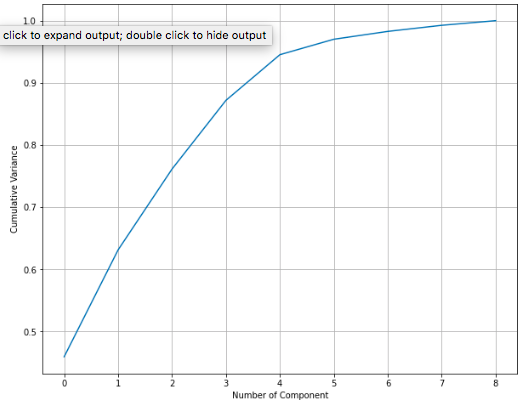 1.0
click to expand output; double click to hide output
0.9
0.8
0.7
0.6
0.5
Cumulative Variance
0 1 2 3 4 5 6 7 8
Number of Component